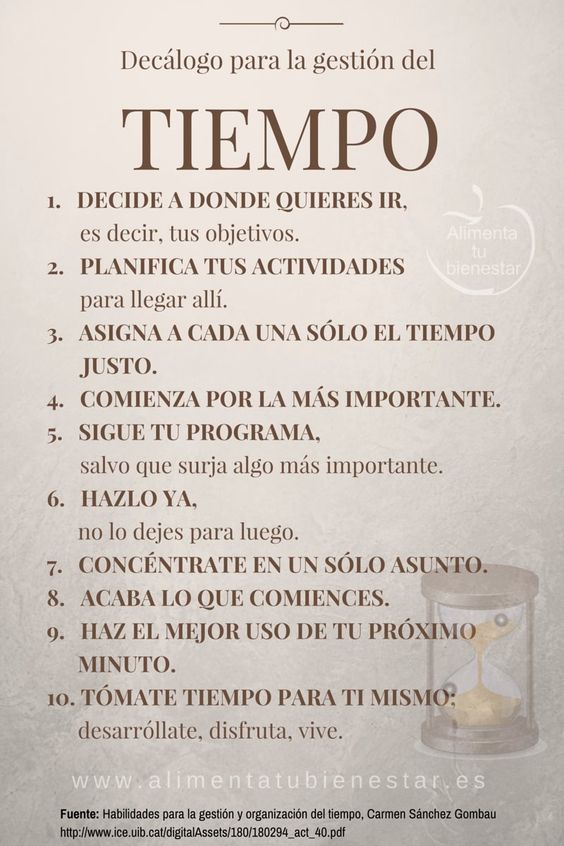 Decálogo para la gestión del
TIEMPO
1. DECIDE A DONDE QUIERES IR,
es decir, tus objetivos.
Alimenta
tu
bienestar
2. PLANIFICA TUS ACTIVIDADES
para llegar allí.
3. ASIGNA A CADA UNA SÓLO EL TIEMPO
JUSTO.
4. COMIENZA POR LA MÁS IMPORTANTE.
5. SIGUE TU PROGRAMA,
salvo que surja algo más importante.
6. HAZLO YA,
no lo dejes para luego.
7. CONCÉNTRATE EN UN SÓLO ASUNTO.
8. ACABA LO QUE COMIENCES.
9. HAZ EL MEJOR USO DE TU PRÓXIMO
MINUTO.
10. TÓMATE TIEMPO PARA TI MISMO;
desarróllate, disfruta, vive.
www.alimentatubienestar.es
Fuente: Habilidades para la gestión y organización del tiempo, Carmen Sánchez Gombau
http://www.ice.uib.cat/digitalAssets/180/180294_act_40.pdf